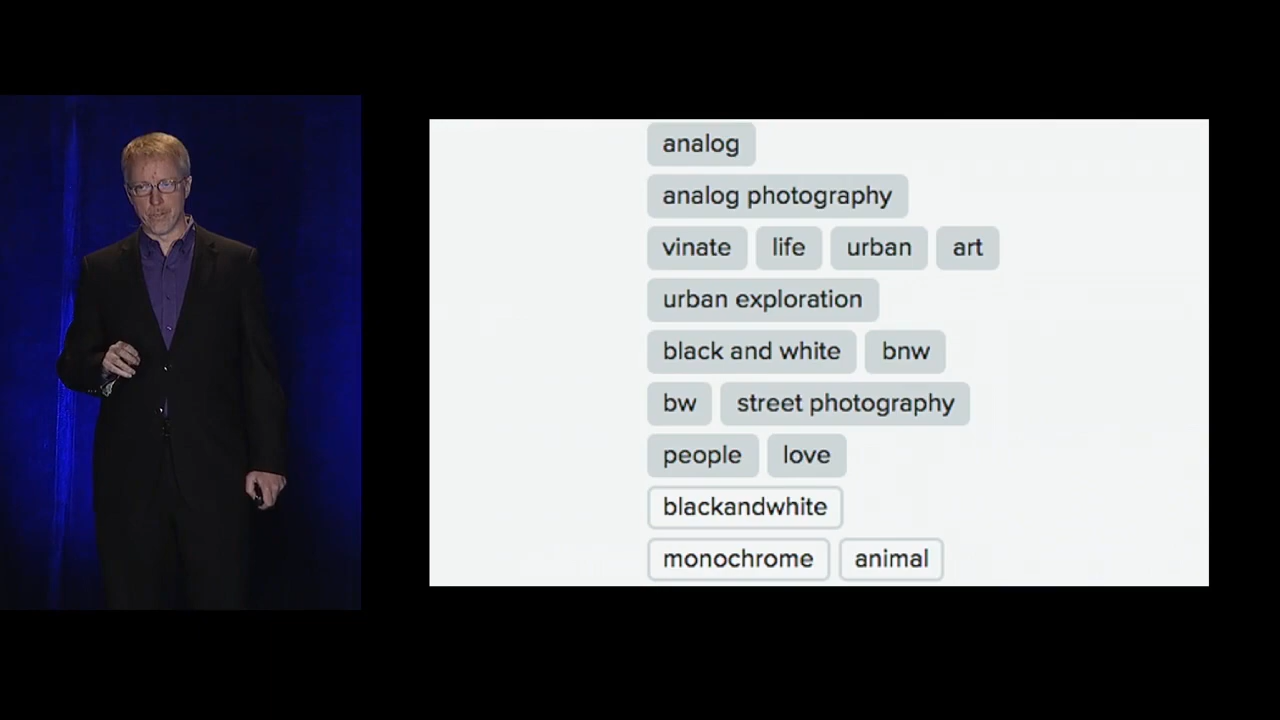 analog
analog photography
vinate life urban art
urban exploration
black and white bnw
bw street photography
people love
blackandwhite
monochrome animal